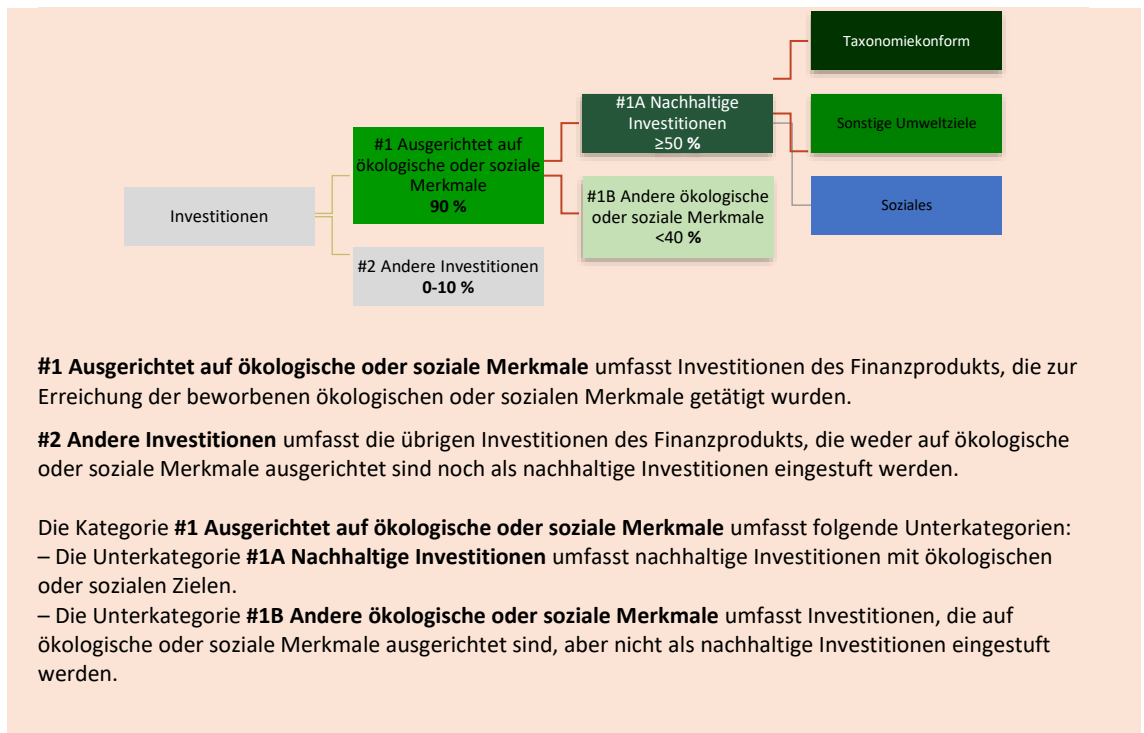 Taxonomiekonform
#1A Nachhaltige
Investitionen
≥50 %
Sonstige Umweltziele
#1 Ausgerichtet auf
ökologische oder soziale
Merkmale
90 %
#1B Andere ökologische
oder soziale Merkmale
<40 %
Soziales
Investitionen
#2 Andere Investitionen
0-10 %
#1 Ausgerichtet auf ökologische oder soziale Merkmale umfasst Investitionen des Finanzprodukts, die zur
Erreichung der beworbenen ökologischen oder sozialen Merkmale getätigt wurden.
#2 Andere Investitionen umfasst die übrigen Investitionen des Finanzprodukts, die weder auf ökologische
oder soziale Merkmale ausgerichtet sind noch als nachhaltige Investitionen eingestuft werden.
Die Kategorie #1 Ausgerichtet auf ökologische oder soziale Merkmale umfasst folgende Unterkategorien:
– Die Unterkategorie #1A Nachhaltige Investitionen umfasst nachhaltige Investitionen mit ökologischen
oder sozialen Zielen.
– Die Unterkategorie #1B Andere ökologische oder soziale Merkmale umfasst Investitionen, die auf
ökologische oder soziale Merkmale ausgerichtet sind, aber nicht als nachhaltige Investitionen eingestuft
werden.